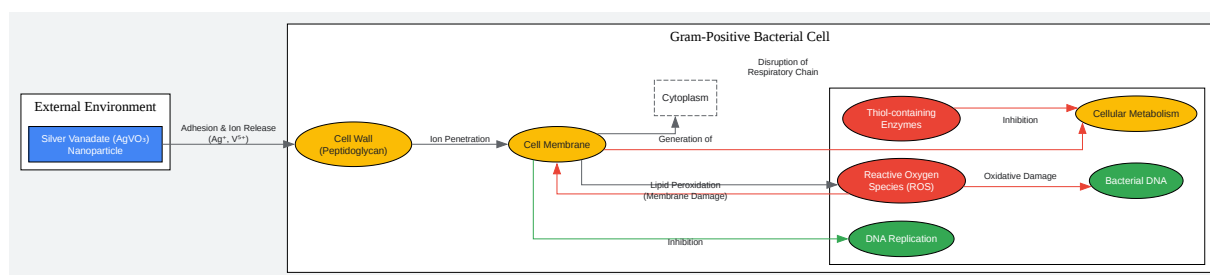 Gram-Positive Bacterial Cell
Disruption of
Respiratory Chain
External Environment
Silver Vanadate (AgVO₃)
Nanoparticle
Adhesion & Ion Release
(Ag⁺, V⁵⁺)
Cell Wall
(Peptidoglycan)
Ion Penetration
Cell Membrane
Cytoplasm
Generation of
Thiol-containing
Enzymes
Inhibition
Cellular Metabolism
Lipid Peroxidation
(Membrane Damage)
Reactive Oxygen
Species (ROS)
Oxidative Damage
Bacterial DNA
Inhibition
DNA Replication